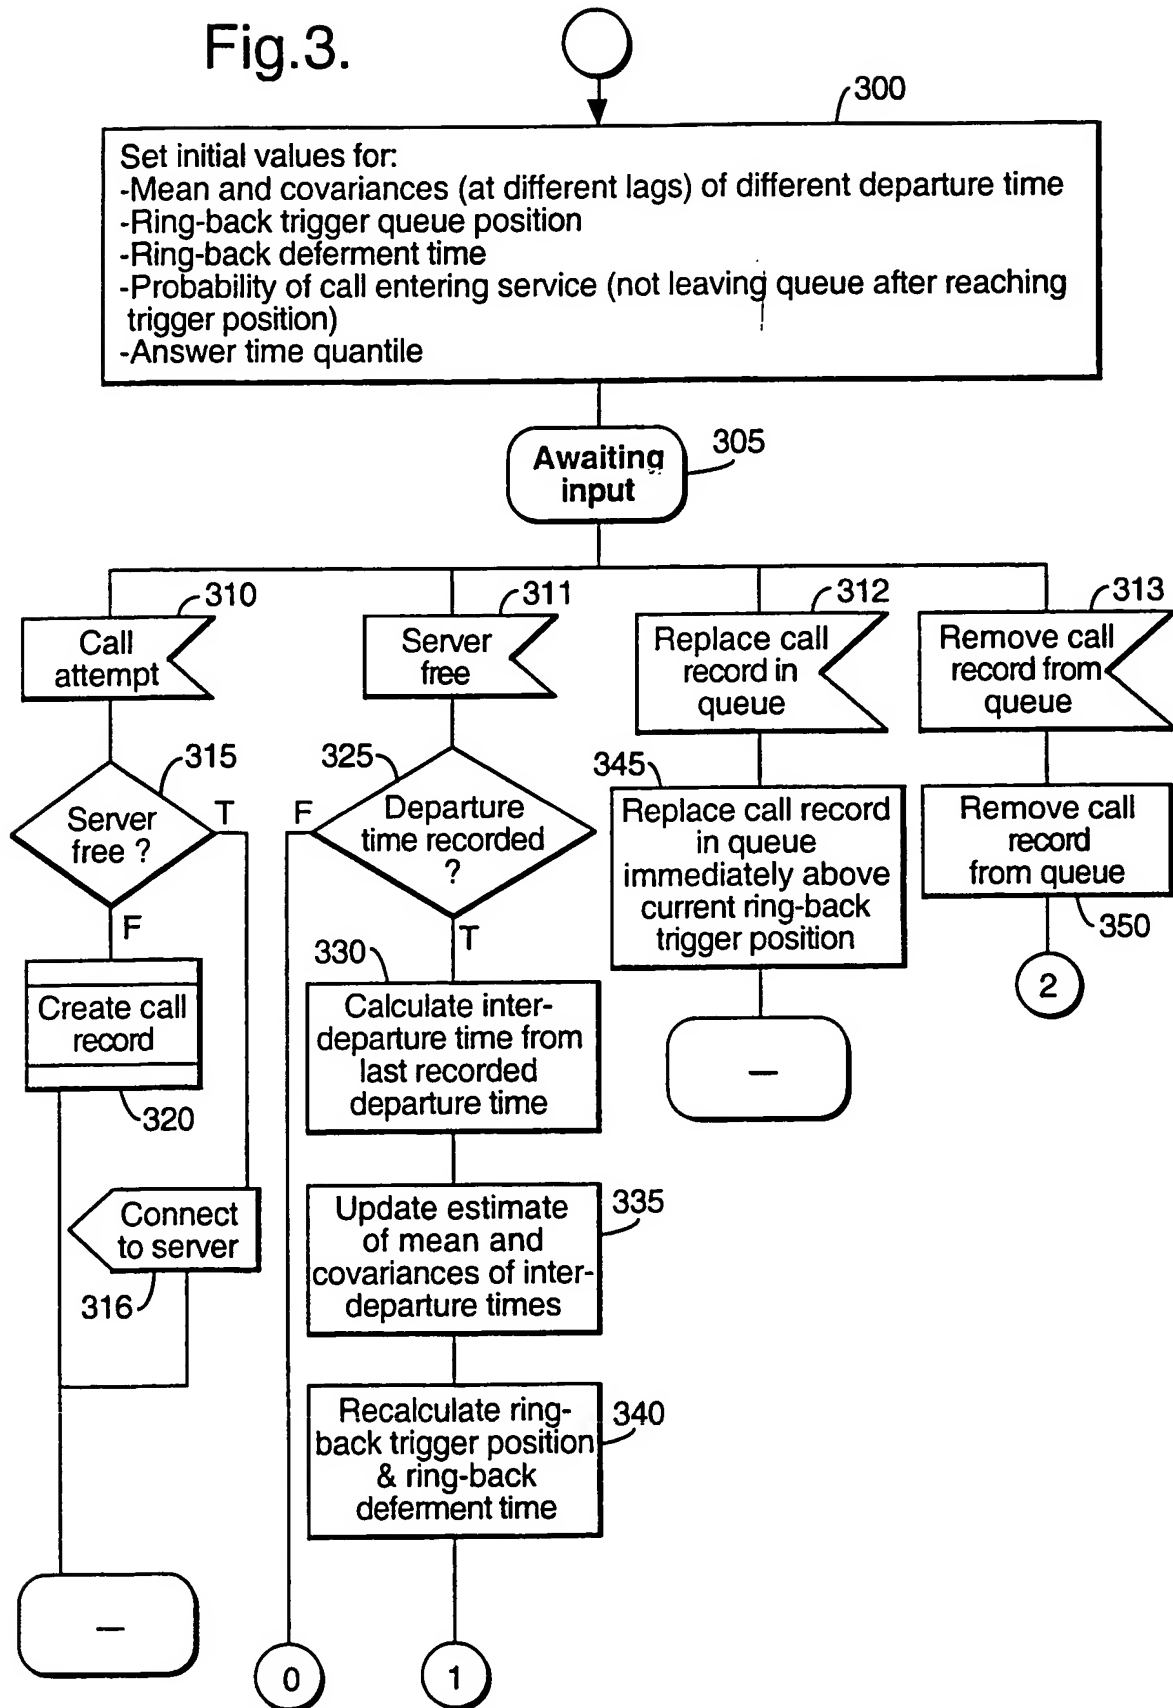 Fig.3.
300
Set initial values for:
-Mean and covariances (at different lags) of different departure time
-Ring-back trigger queue position
-Ring-back deferment time
-Probability of call entering service (not leaving queue after reaching
trigger position)
-Answer time quantile
Awaiting
input
305
310
Call
attempt
311
Server
free
312
Replace call
record in
queue
313
Remove call
record from
queue
315
Server
free ?
T
F
325
F
Departure
time recorded
?
T
345
Replace call record
in queue
immediately above
current ring-back
trigger position
Remove call
record
from queue
350
2
Create call
record
320
330
Calculate inter-
departure time from
last recorded
departure time
–
Connect
to server
316
Update estimate
of mean and
covariances of inter-
departure times
335
Recalculate ring-
back trigger position
& ring-back
deferment time
340
–
0
1